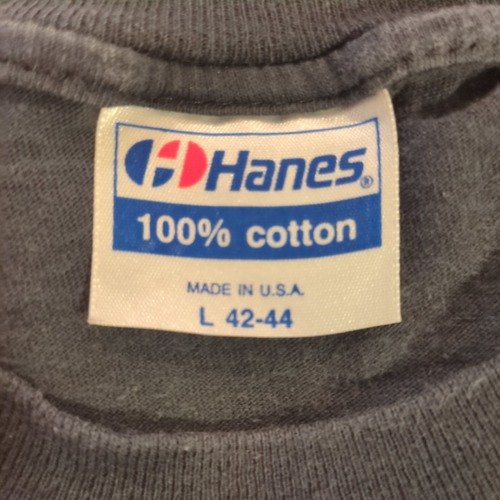 Hanes®
100% cotton
MADE IN U.S.A.
L 42-44